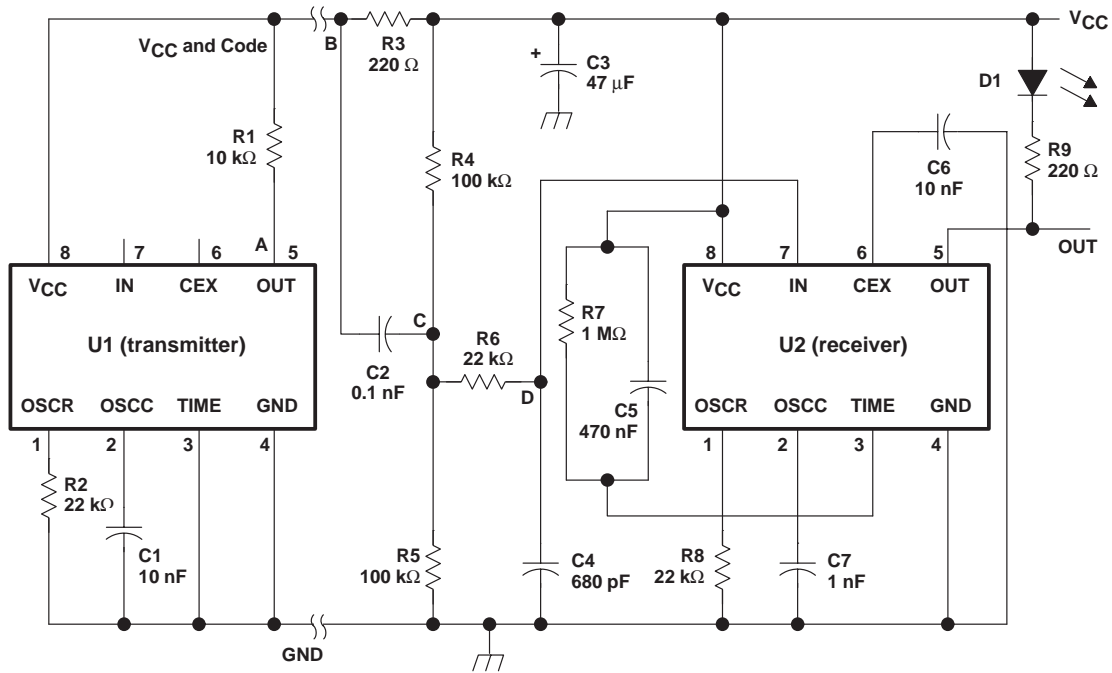 VCC and Code
B
R3
220 Ω
VCC
+
C3
47 μF
D1
R1
10 kΩ
R4
100 kΩ
C6
10 nF
R9
220 Ω
OUT
8
7
6
A
5
VCC
IN
CEX
OUT
U1 (transmitter)
OSCR
OSCC
TIME
GND
1
2
3
4
R2
22 kΩ
C1
10 nF
GND
C
C2
0.1 nF
R6
22 kΩ
D
R5
100 kΩ
C4
680 pF
R7
1 MΩ
C5
470 nF
8
7
6
5
VCC
IN
CEX
OUT
U2 (receiver)
OSCR
OSCC
TIME
GND
1
2
3
4
R8
22 kΩ
C7
1 nF